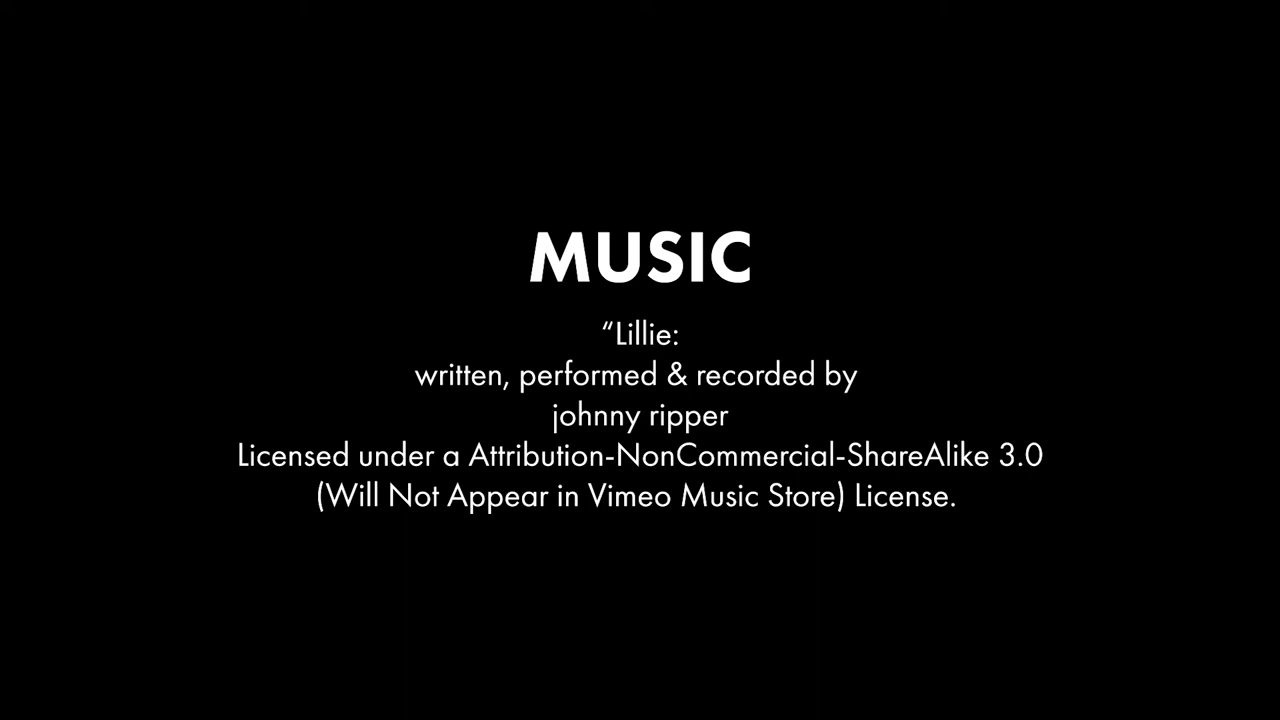 MUSIC
“Lillie:
written, performed & recorded by
johnny ripper
Licensed under a Attribution-NonCommercial-ShareAlike 3.0
(Will Not Appear in Vimeo Music Store) License.